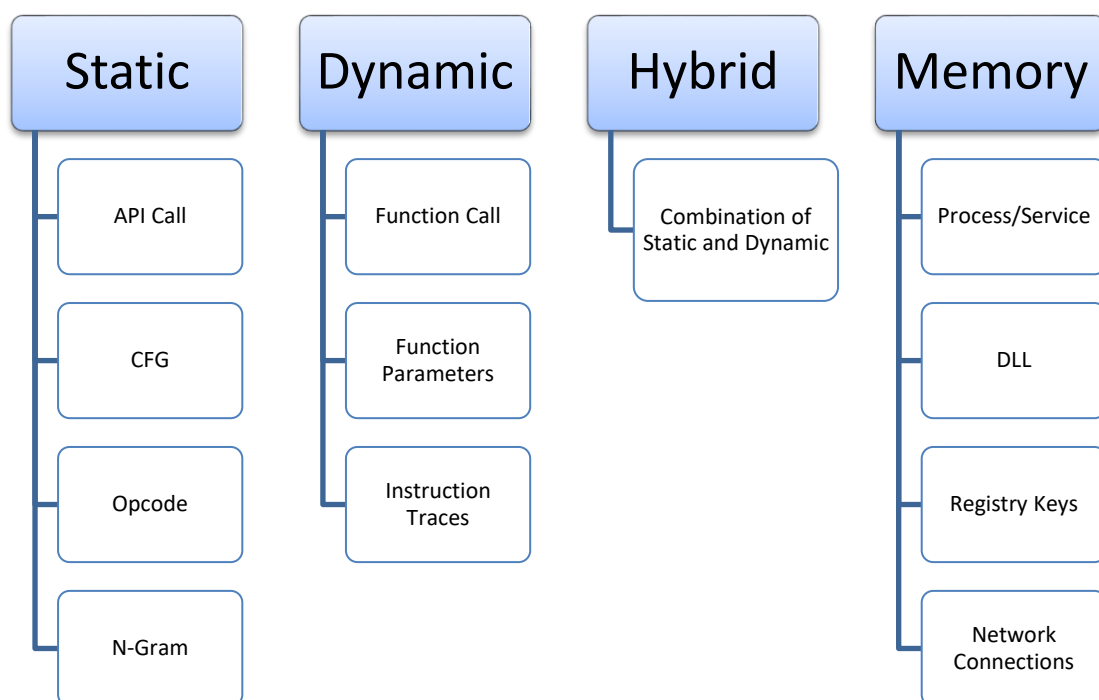 Static
API Call
CFG
Opcode
N-Gram
Dynamic
Function Call
Function
Parameters
Instruction
Traces
Hybrid
Combination of
Static and Dynamic
Memory
Process/Service
DLL
Registry Keys
Network
Connections